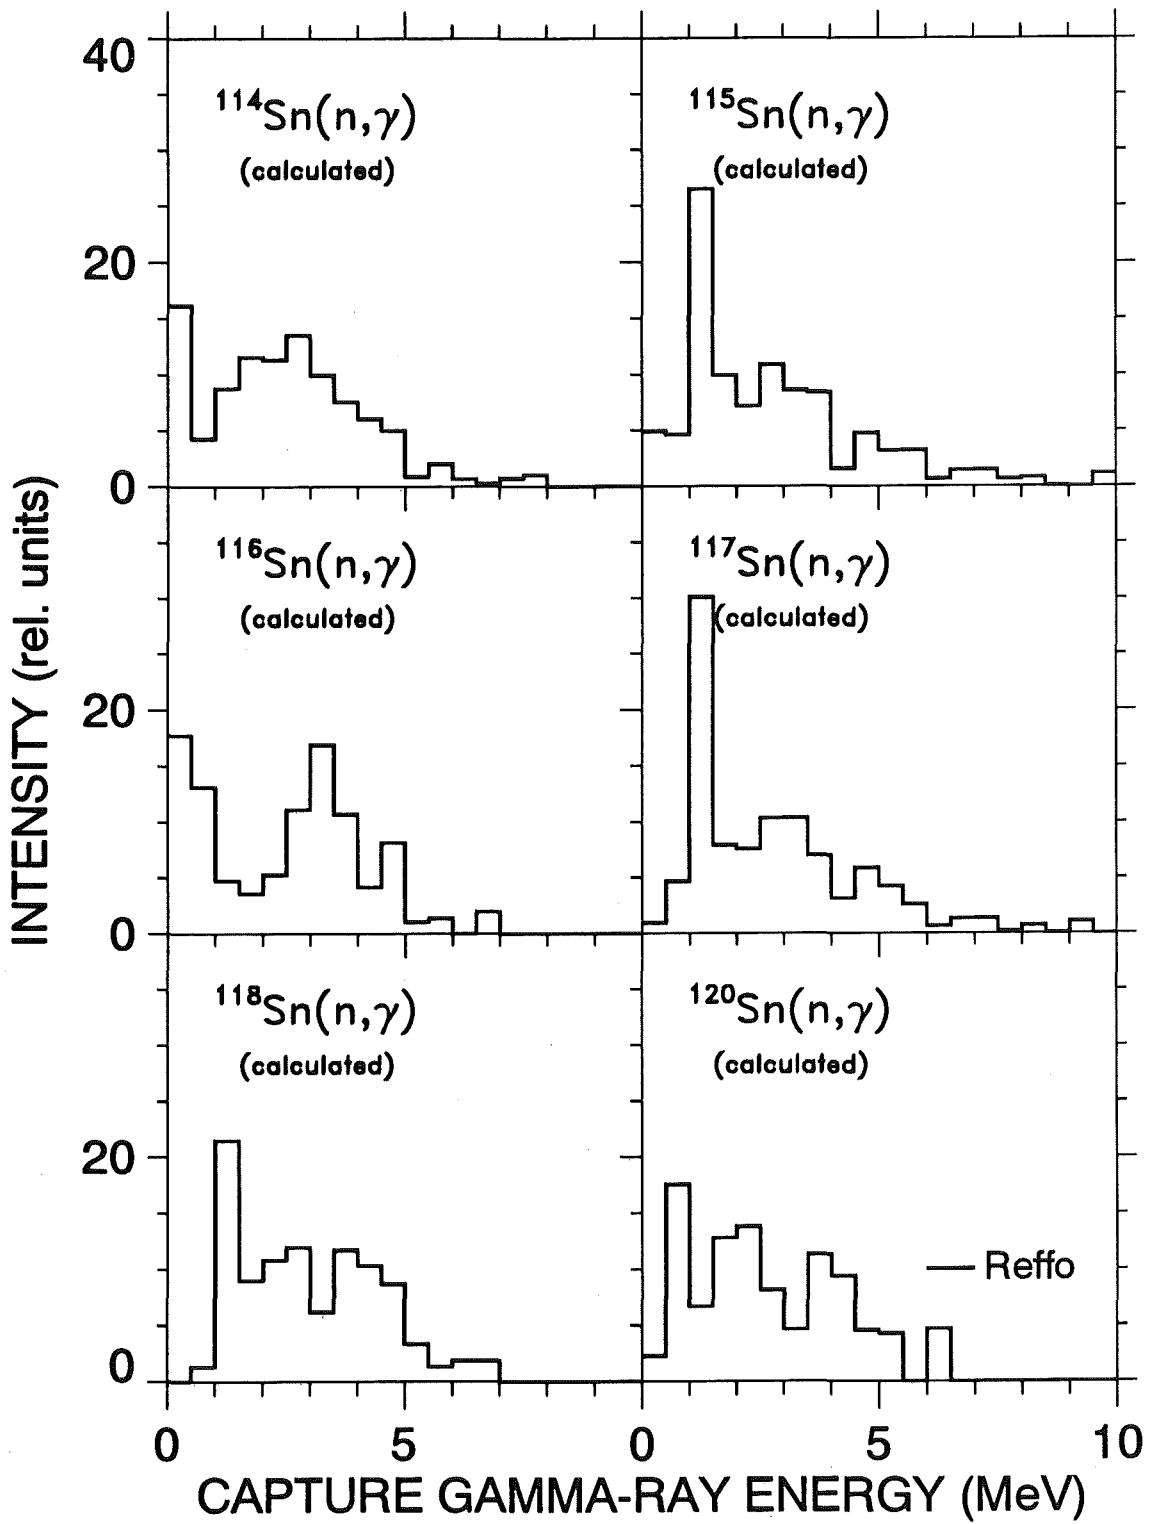 40
¹¹⁴Sn(n,γ)
(calculated)
¹¹⁵Sn(n,γ)
(calculated)
20
0
¹¹⁶Sn(n,γ)
(calculated)
¹¹⁷Sn(n,γ)
(calculated)
20
0
¹¹⁸Sn(n,γ)
(calculated)
¹²⁰Sn(n,γ)
(calculated)
20
Reffo
0
0 5 0 5 10
INTENSITY (rel. units)
CAPTURE GAMMA-RAY ENERGY (MeV)